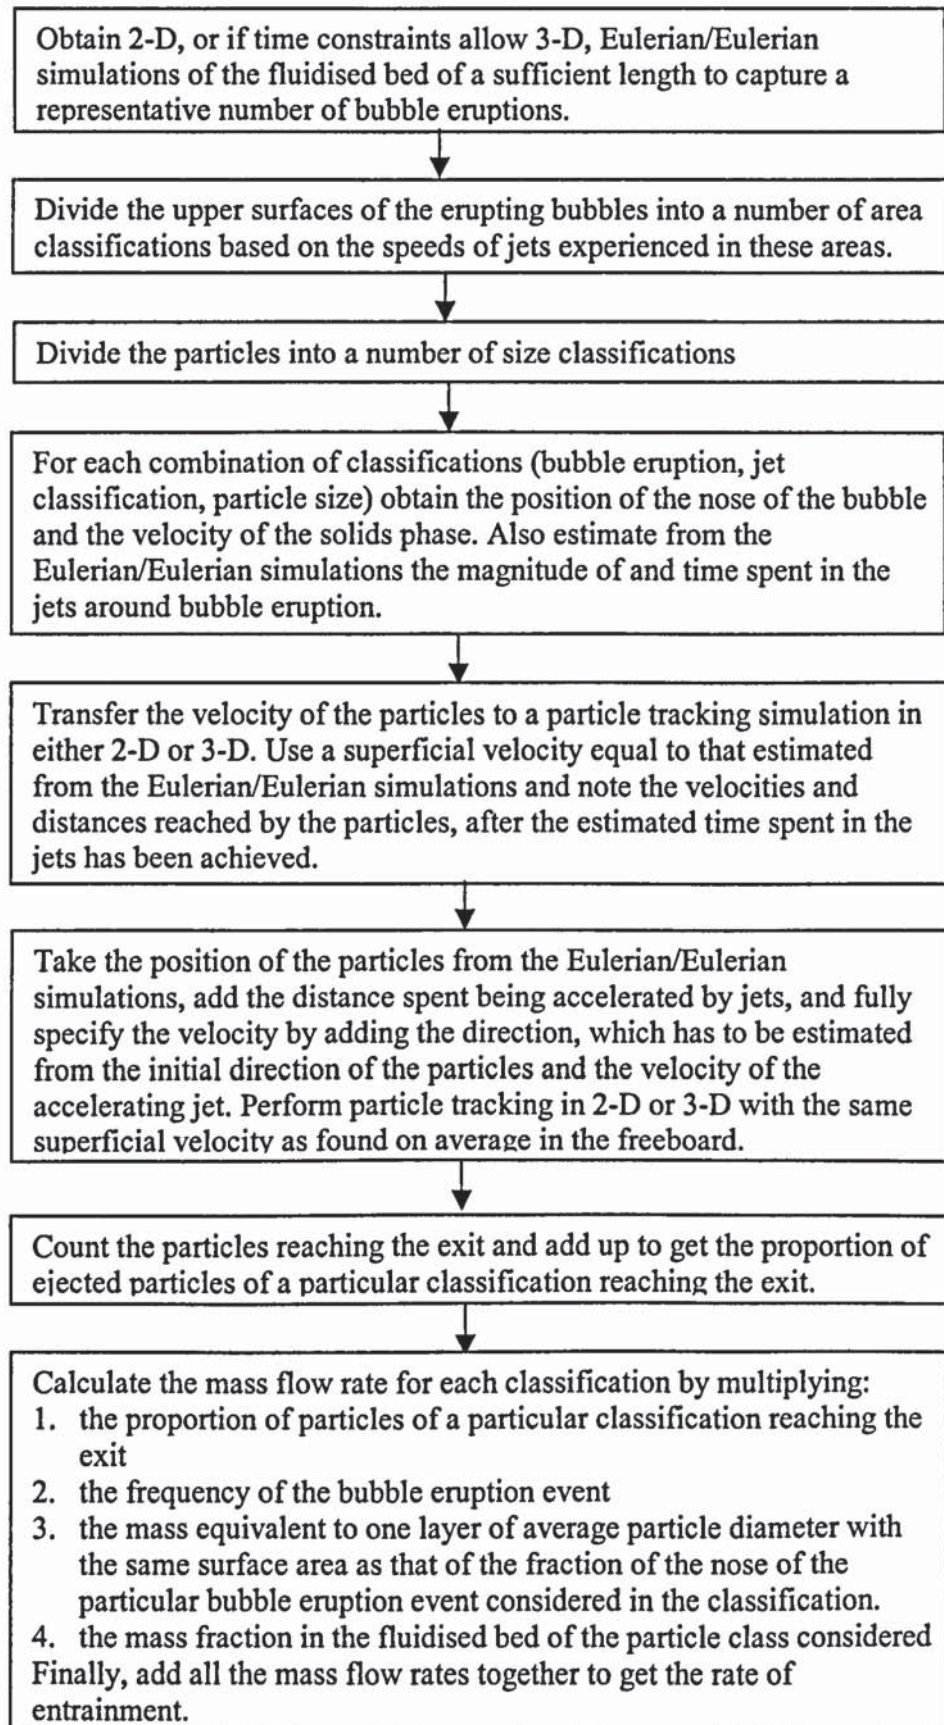 Obtain 2-D, or if time constraints allow 3-D, Eulerian/Eulerian
simulations of the fluidised bed of a sufficient length to capture a
representative number of bubble eruptions.
Divide the upper surfaces of the erupting bubbles into a number of area
classifications based on the speeds of jets experienced in these areas.
Divide the particles into a number of size classifications
For each combination of classifications (bubble eruption, jet
classification, particle size) obtain the position of the nose of the bubble
and the velocity of the solids phase. Also estimate from the
Eulerian/Eulerian simulations the magnitude of and time spent in the
jets around bubble eruption.
Transfer the velocity of the particles to a particle tracking simulation in
either 2-D or 3-D. Use a superficial velocity equal to that estimated
from the Eulerian/Eulerian simulations and note the velocities and
distances reached by the particles, after the estimated time spent in the
jets has been achieved.
Take the position of the particles from the Eulerian/Eulerian
simulations, add the distance spent being accelerated by jets, and fully
specify the velocity by adding the direction, which has to be estimated
from the initial direction of the particles and the velocity of the
accelerating jet. Perform particle tracking in 2-D or 3-D with the same
superficial velocity as found on average in the freeboard.
Count the particles reaching the exit and add up to get the proportion of
ejected particles of a particular classification reaching the exit.
Calculate the mass flow rate for each classification by multiplying:
1. the proportion of particles of a particular classification reaching the
exit
2. the frequency of the bubble eruption event
3. the mass equivalent to one layer of average particle diameter with
the same surface area as that of the fraction of the nose of the
particular bubble eruption event considered in the classification.
4. the mass fraction in the fluidised bed of the particle class considered
Finally, add all the mass flow rates together to get the rate of
entrainment.